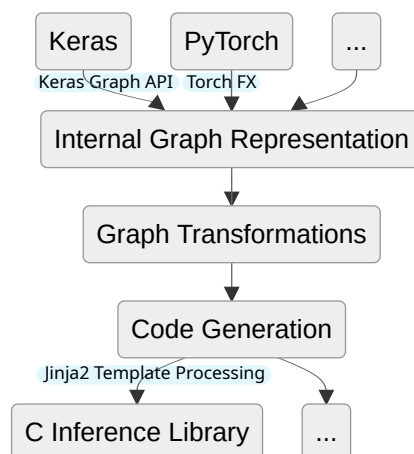 Keras PyTorch ...
Keras Graph API Torch FX
Internal Graph Representation
Graph Transformations
Code Generation
Jinja2 Template Processing
C Inference Library ...